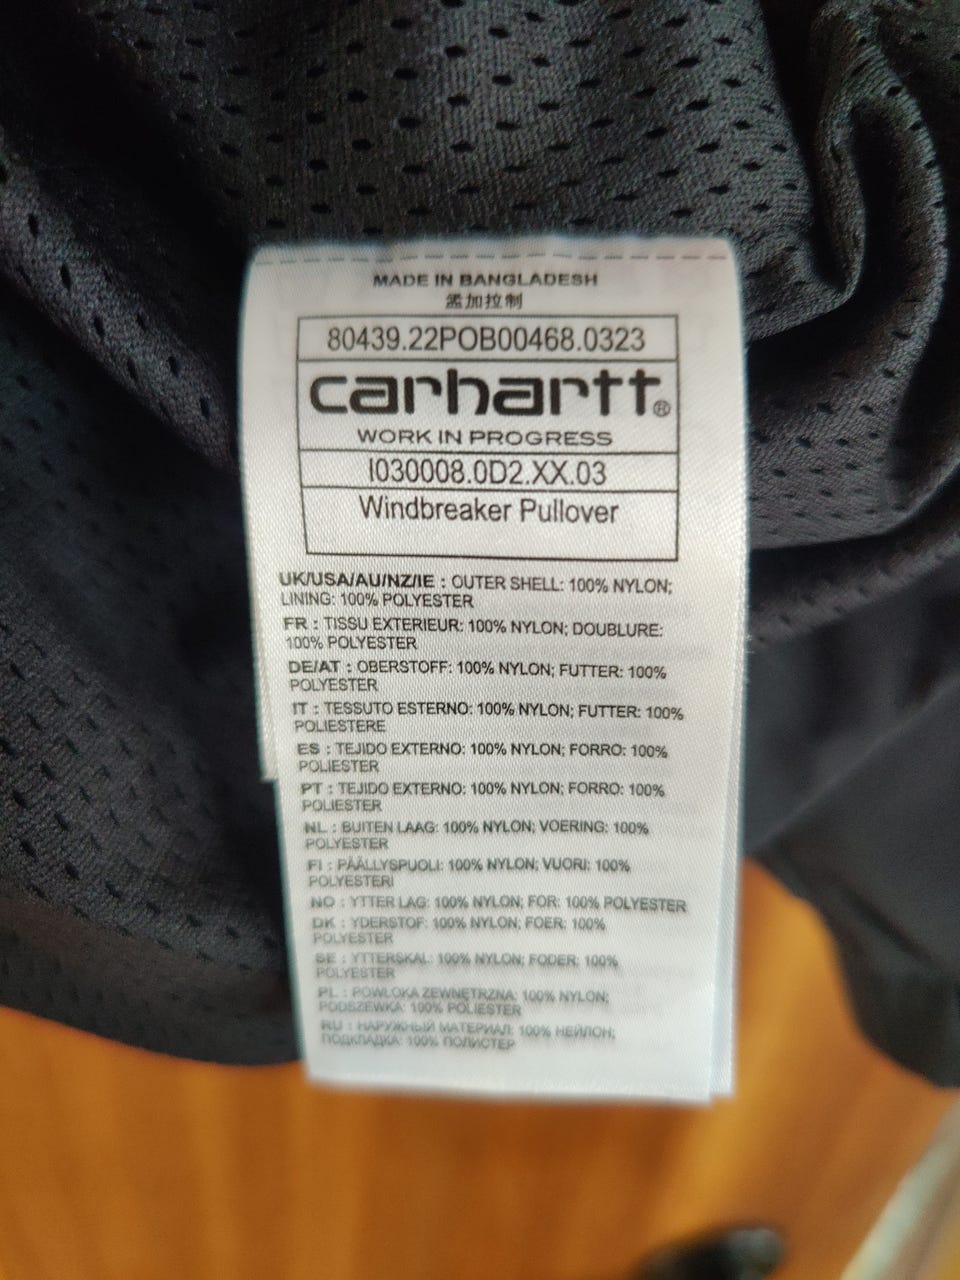 MADE IN BANGLADESH
孟加拉制
80439.22POB00468.0323
carhartt®
WORK IN PROGRESS
I030008.0D2.XX.03
Windbreaker Pullover
UK/USA/AU/NZ/IE : OUTER SHELL: 100% NYLON;
LINING: 100% POLYESTER
FR : TISSU EXTERIEUR: 100% NYLON; DOUBLURE:
100% POLYESTER
DE/AT : OBERSTOFF: 100% NYLON; FUTTER: 100%
POLYESTER
IT : TESSUTO ESTERNO: 100% NYLON; FUTTER: 100%
POLIESTERE
ES : TEJIDO EXTERNO: 100% NYLON; FORRO: 100%
POLIESTER
PT : TEJIDO EXTERNO: 100% NYLON; FORRO: 100%
POLIESTER
NL : BUITEN LAAG: 100% NYLON; VOERING: 100%
POLYESTER
FI : PÄÄLLYSPUOLI: 100% NYLON; VUORI: 100%
POLYESTERI
NO : YTTER LAG: 100% NYLON; FOR: 100% POLYESTER
DK : YDERSTOF: 100% NYLON; FOER: 100%
POLYESTER
SE : YTTERSKAL: 100% NYLON; FODER: 100%
POLYESTER
PL : POWLOKA ZEWNĘTRZNA: 100% NYLON;
PODSZEWKA: 100% POLIESTER
RU : НАРУЖНЫЙ МАТЕРИАЛ: 100% НЕЙЛОН;
ПОДКЛАДКА: 100% ПОЛИСТЕР